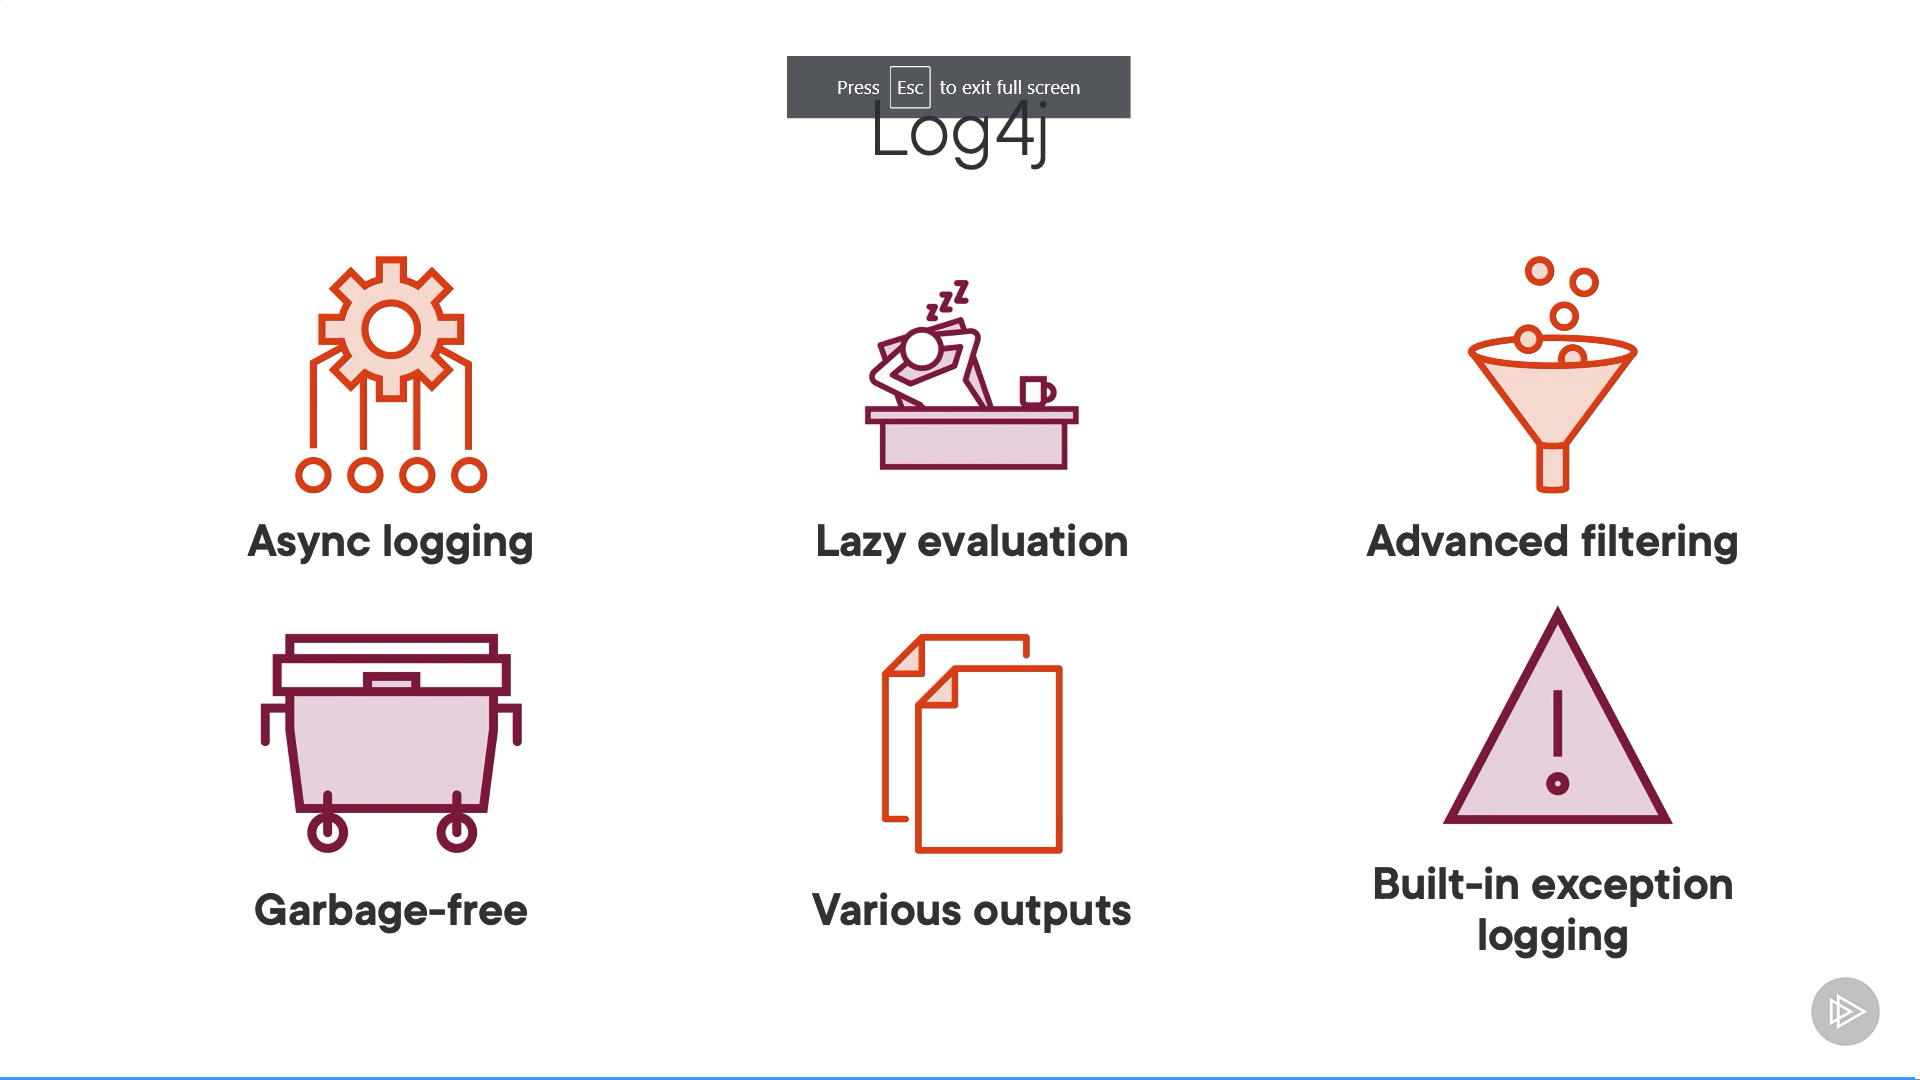 Press Esc to exit full screen
Log4j
zzz
Async logging
Lazy evaluation
Advanced filtering
Garbage-free
Various outputs
Built-in exception
logging